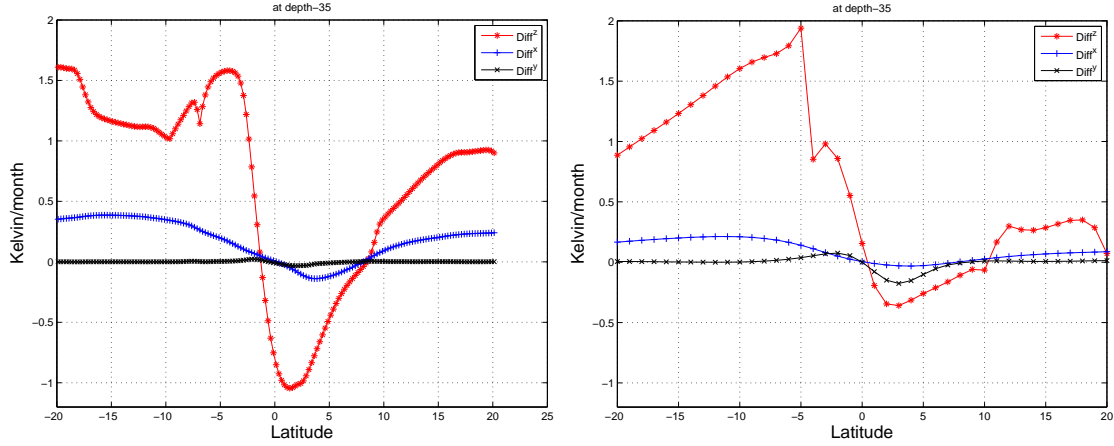 at depth−35
2
1.5
1
0.5
0
−0.5
−1
Kelvin/month
−20 −15 −10 −5 0 5 10 15 20 25
Latitude
Diff^z
Diff^x
Diff^y
at depth−35
2
1.5
1
0.5
0
−0.5
−1
Kelvin/month
−20 −15 −10 −5 0 5 10 15 20
Latitude
Diff^z
Diff^x
Diff^y